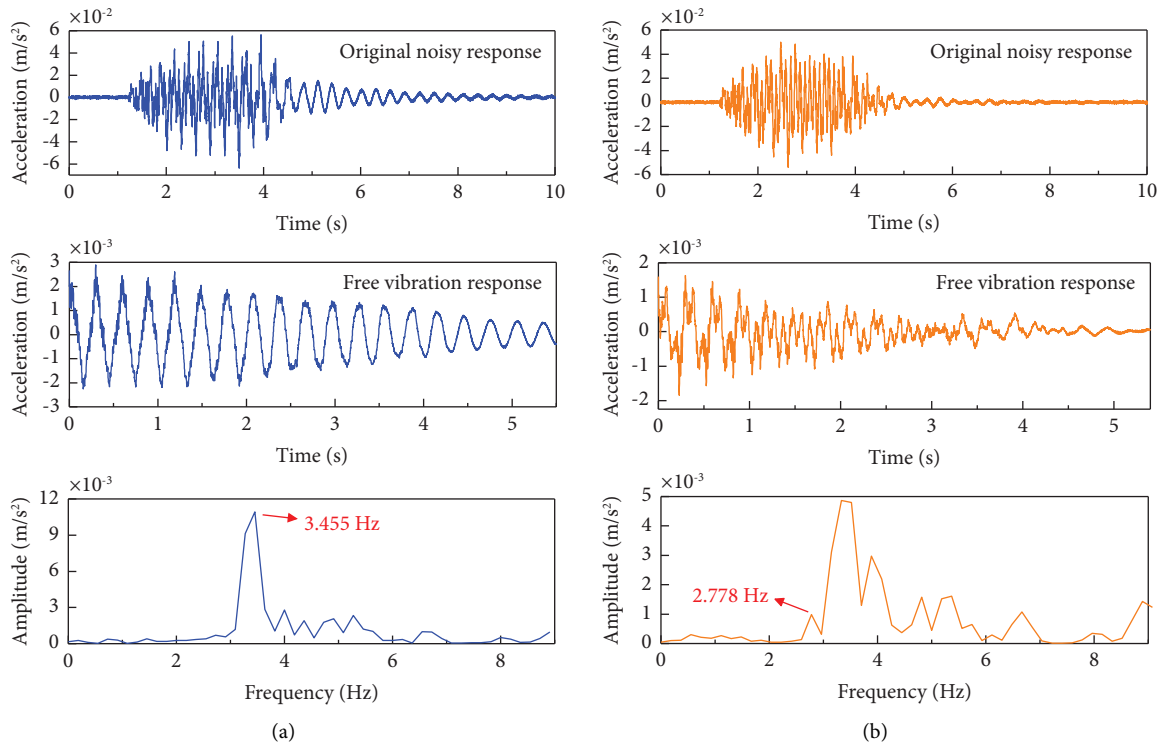 ×10⁻²
Acceleration (m/s²)
6
4
2
0
-2
-4
-6
Original noisy response
0 2 4 6 8 10
Time (s)
×10⁻³
Acceleration (m/s²)
3
2
1
0
-1
-2
-3
Free vibration response
0 1 2 3 4 5
Time (s)
×10⁻³
Amplitude (m/s²)
12
9
6
3
0
3.455 Hz
0 2 4 6 8
Frequency (Hz)
(a)
×10⁻²
Acceleration (m/s²)
6
4
2
0
-2
-4
-6
Original noisy response
0 2 4 6 8 10
Time (s)
×10⁻³
Acceleration (m/s²)
2
1
0
-1
-2
Free vibration response
0 1 2 3 4 5
Time (s)
×10⁻³
Amplitude (m/s²)
5
4
3
2
1
0
2.778 Hz
0 2 4 6 8
Frequency (Hz)
(b)